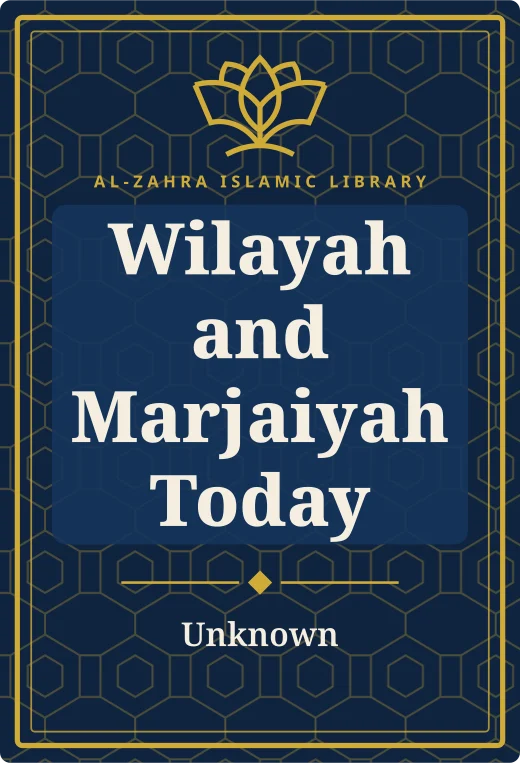 AL-ZAHRA ISLAMIC LIBRARY
Wilayah
and
Marjaiyah
Today
Unknown